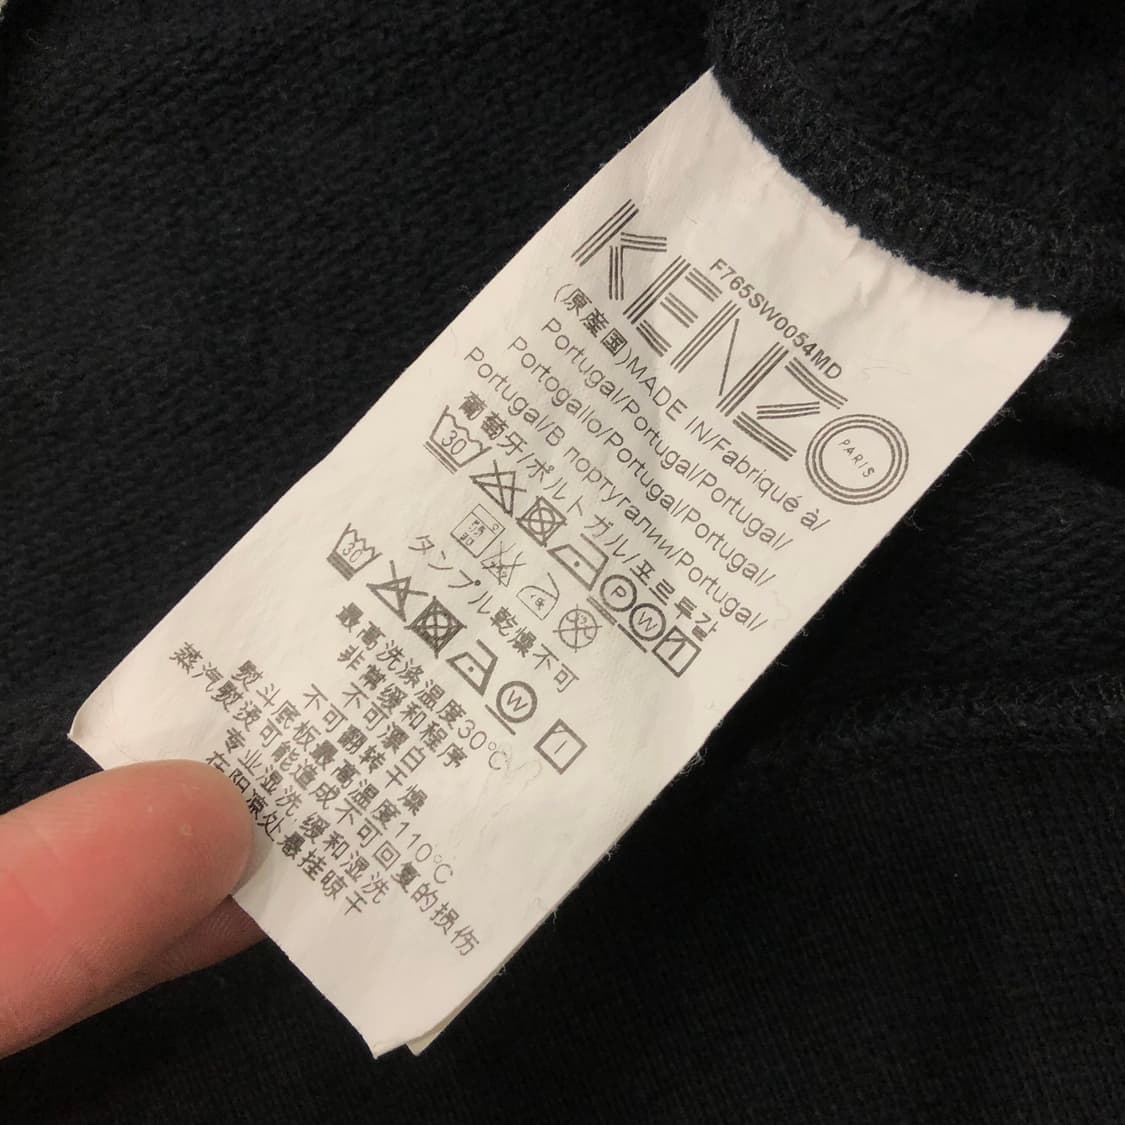 KENZO
PARIS
F765SW0054MD
(原産国)MADE IN/Fabriqué à/
Portugal/Portugal/Portugal/
Portogallo/Portugal/Portugal/
Portugal/В португалии/Portugal/
葡萄牙/ポルトガル/포르투갈
30
P
W
低
タンブル乾燥不可
30
W
最高洗涤温度30℃
非常缓和程序
不可漂白
不可翻转干燥
熨斗底板最高温度110℃
蒸汽熨烫可能造成不可回复的损伤
专业湿洗,缓和湿洗
在阴凉处悬挂晾干